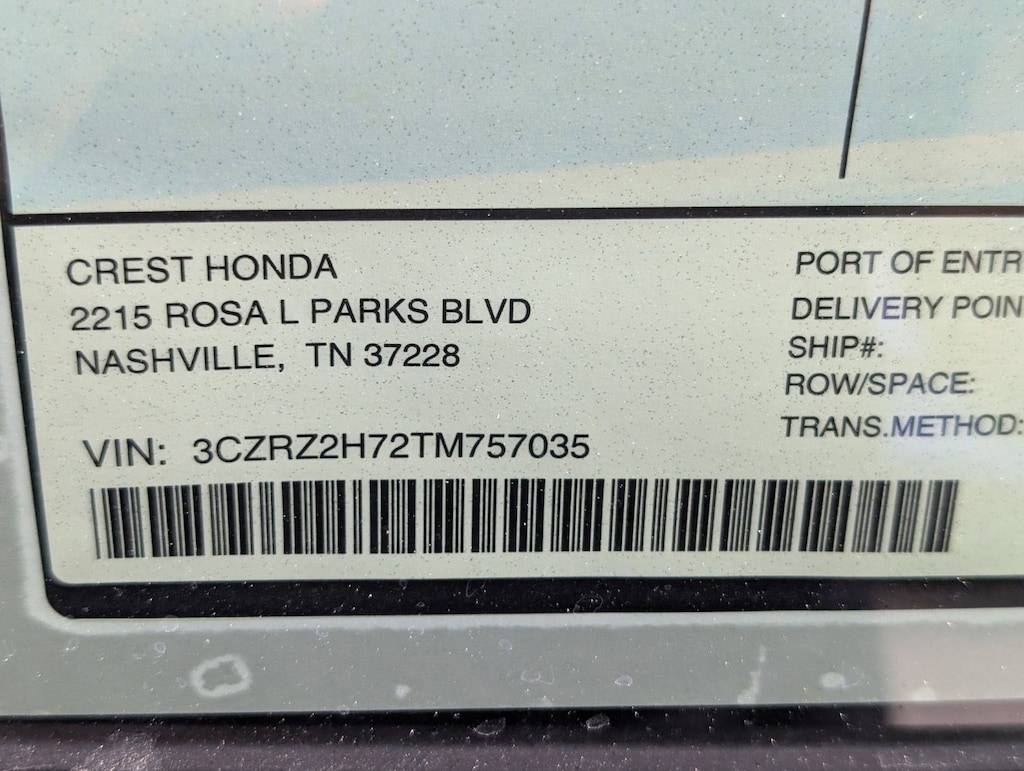 CREST HONDA
2215 ROSA L PARKS BLVD
NASHVILLE, TN 37228
VIN: 3CZRZ2H72TM757035
PORT OF ENTR
DELIVERY POIN
SHIP#:
ROW/SPACE:
TRANS.METHOD: